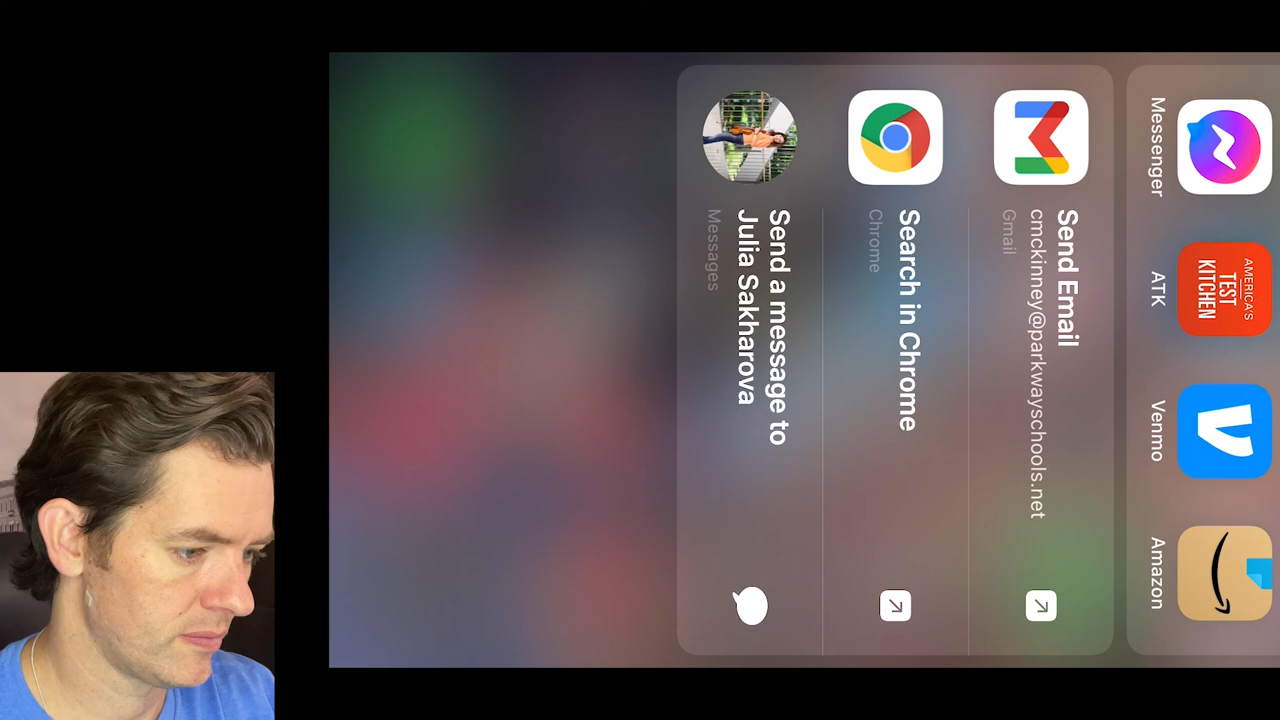 Messenger
AMERICA'S
TEST
KITCHEN
ATK
Venmo
Amazon
Send Email
cmckinney@parkwayschools.net
Gmail
Search in Chrome
Chrome
Send a message to
Julia Sakharova
Messages